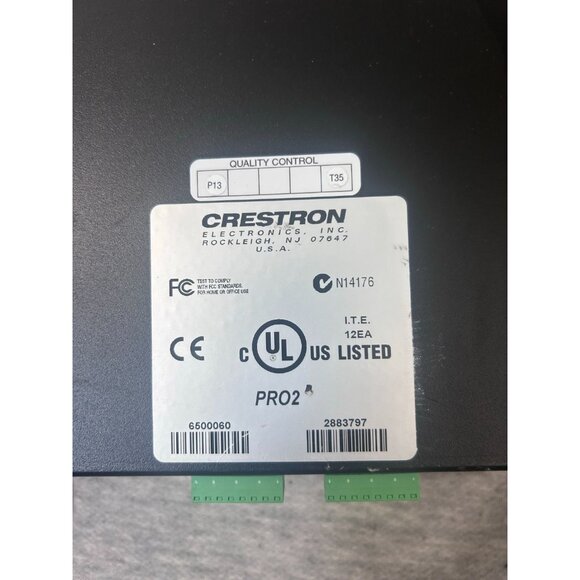 QUALITY CONTROL
P13 T35
CRESTRON
ELECTRONICS, INC.
ROCKLEIGH, NJ 07647
U.S.A.
FC TEST TO COMPLY
WITH FCC STANDARDS
FOR HOME OR OFFICE USE
N14176
I.T.E.
12EA
CE C UL US LISTED
PRO2
6500060 2883797